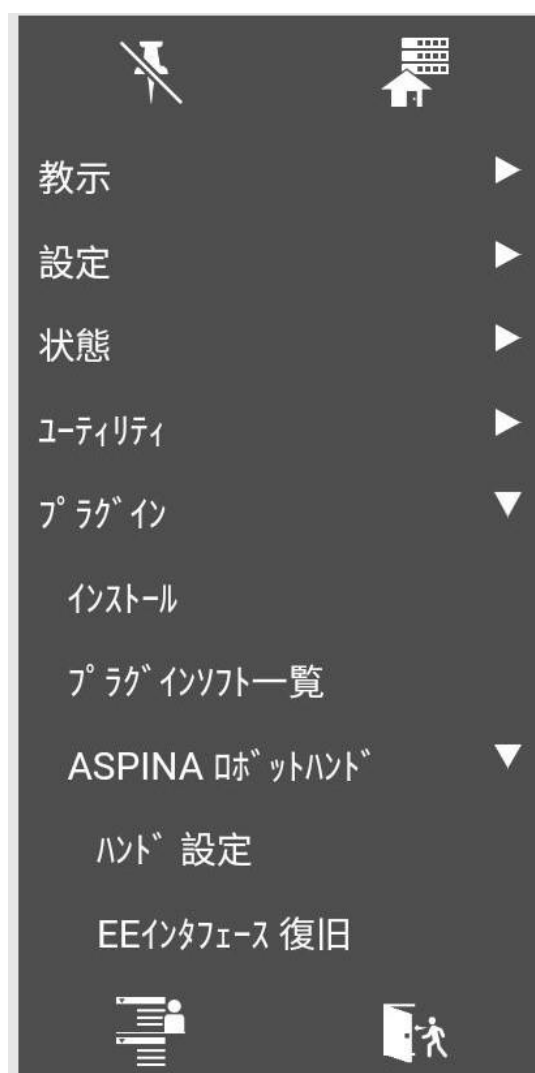 教示
設定
状態
ﾕｰﾃｨﾘﾃｨ
ﾌﾟﾗｸﾞｲﾝ
ｲﾝｽﾄｰﾙ
ﾌﾟﾗｸﾞｲﾝｿﾌﾄ一覧
ASPINA ﾛﾎﾞｯﾄﾊﾝﾄﾞ
ﾊﾝﾄﾞ 設定
EEｲﾝﾀﾌｪｰｽ 復旧